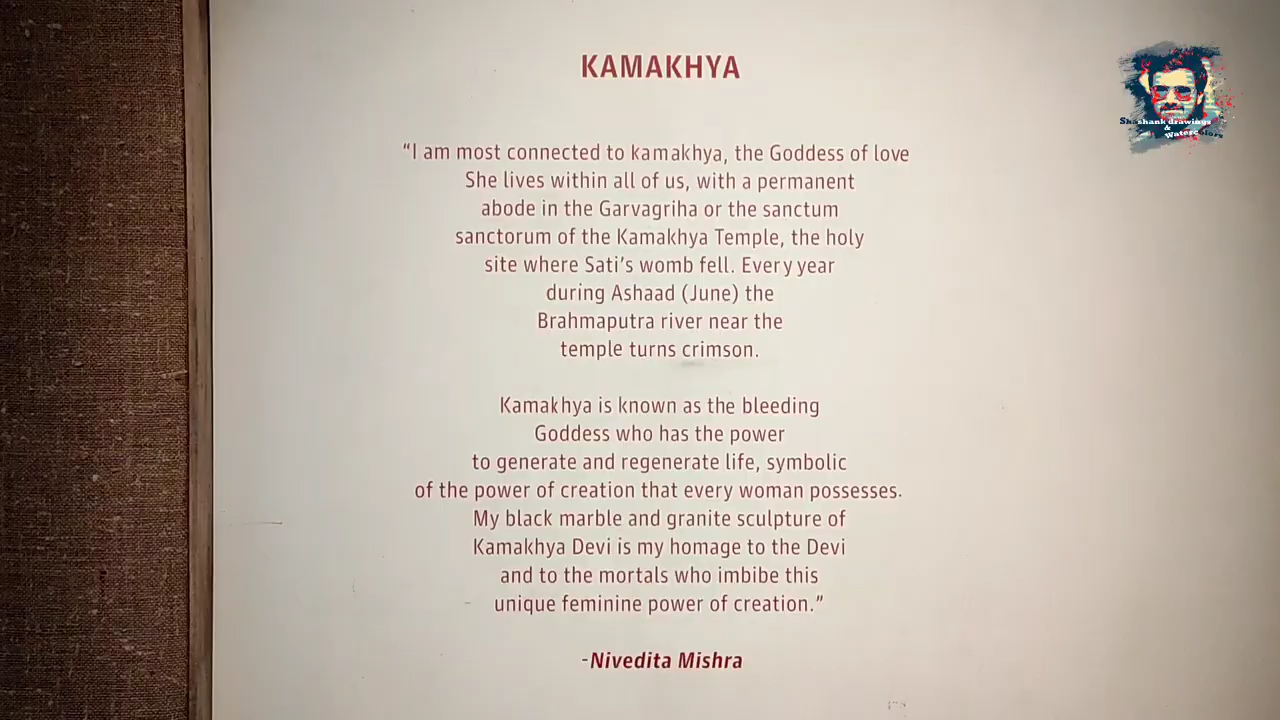 KAMAKHYA
Shashank drawings
&
Watercolors
“I am most connected to kamakhya, the Goddess of love
She lives within all of us, with a permanent
abode in the Garvagriha or the sanctum
sanctorum of the Kamakhya Temple, the holy
site where Sati’s womb fell. Every year
during Ashaad (June) the
Brahmaputra river near the
temple turns crimson.
Kamakhya is known as the bleeding
Goddess who has the power
to generate and regenerate life, symbolic
of the power of creation that every woman possesses.
My black marble and granite sculpture of
Kamakhya Devi is my homage to the Devi
and to the mortals who imbibe this
unique feminine power of creation.”
-Nivedita Mishra